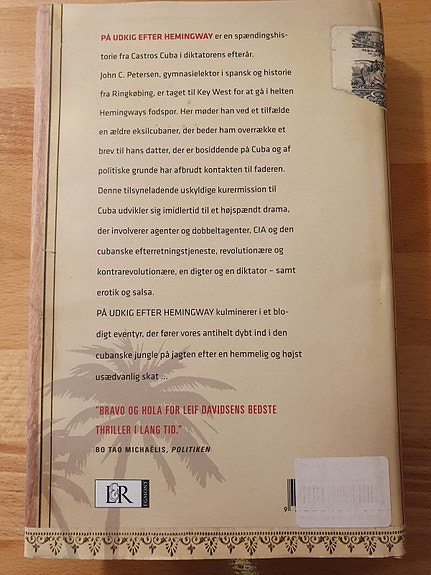 PÅ UDKIG EFTER HEMINGWAY er en spændingshis-
torie fra Castros Cuba i diktatorens efterår.
John C. Petersen, gymnasielektor i spansk og historie
fra Ringkøbing, er taget til Key West for at gå i helten
Hemingways fodspor. Her møder han ved et tilfælde
en ældre eksilcubaner, der beder ham overrække et
brev til hans datter, der er bosiddende på Cuba og af
politiske grunde har afbrudt kontakten til faderen.
Denne tilsyneladende uskyldige kurermission til
Cuba udvikler sig imidlertid til et højspændt drama,
der involverer agenter og dobbeltagenter, CIA og den
cubanske efterretningstjeneste, revolutionære og
kontrarevolutionære, en digter og en diktator – samt
erotik og salsa.
PÅ UDKIG EFTER HEMINGWAY kulminerer i et blo-
digt eventyr, der fører vores antihelt dybt ind i den
cubanske jungle på jagten efter en hemmelig og højst
usædvanlig skat ...
"BRAVO OG HOLA FOR LEIF DAVIDSENS BEDSTE
THRILLER I LANG TID."
BO TAO MICHAËLIS, POLITIKEN
L&R
EGMONT
9